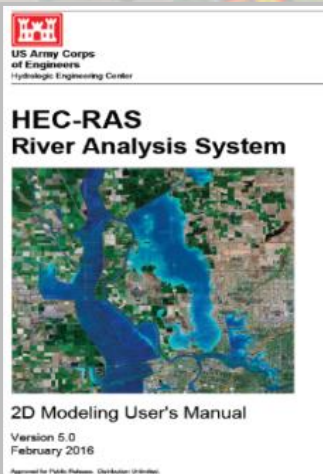 US Army Corps
of Engineers
Hydrologic Engineering Center
HEC-RAS
River Analysis System
2D Modeling User's Manual
Version 5.0
February 2016
Approved for Public Release. Distribution Unlimited.